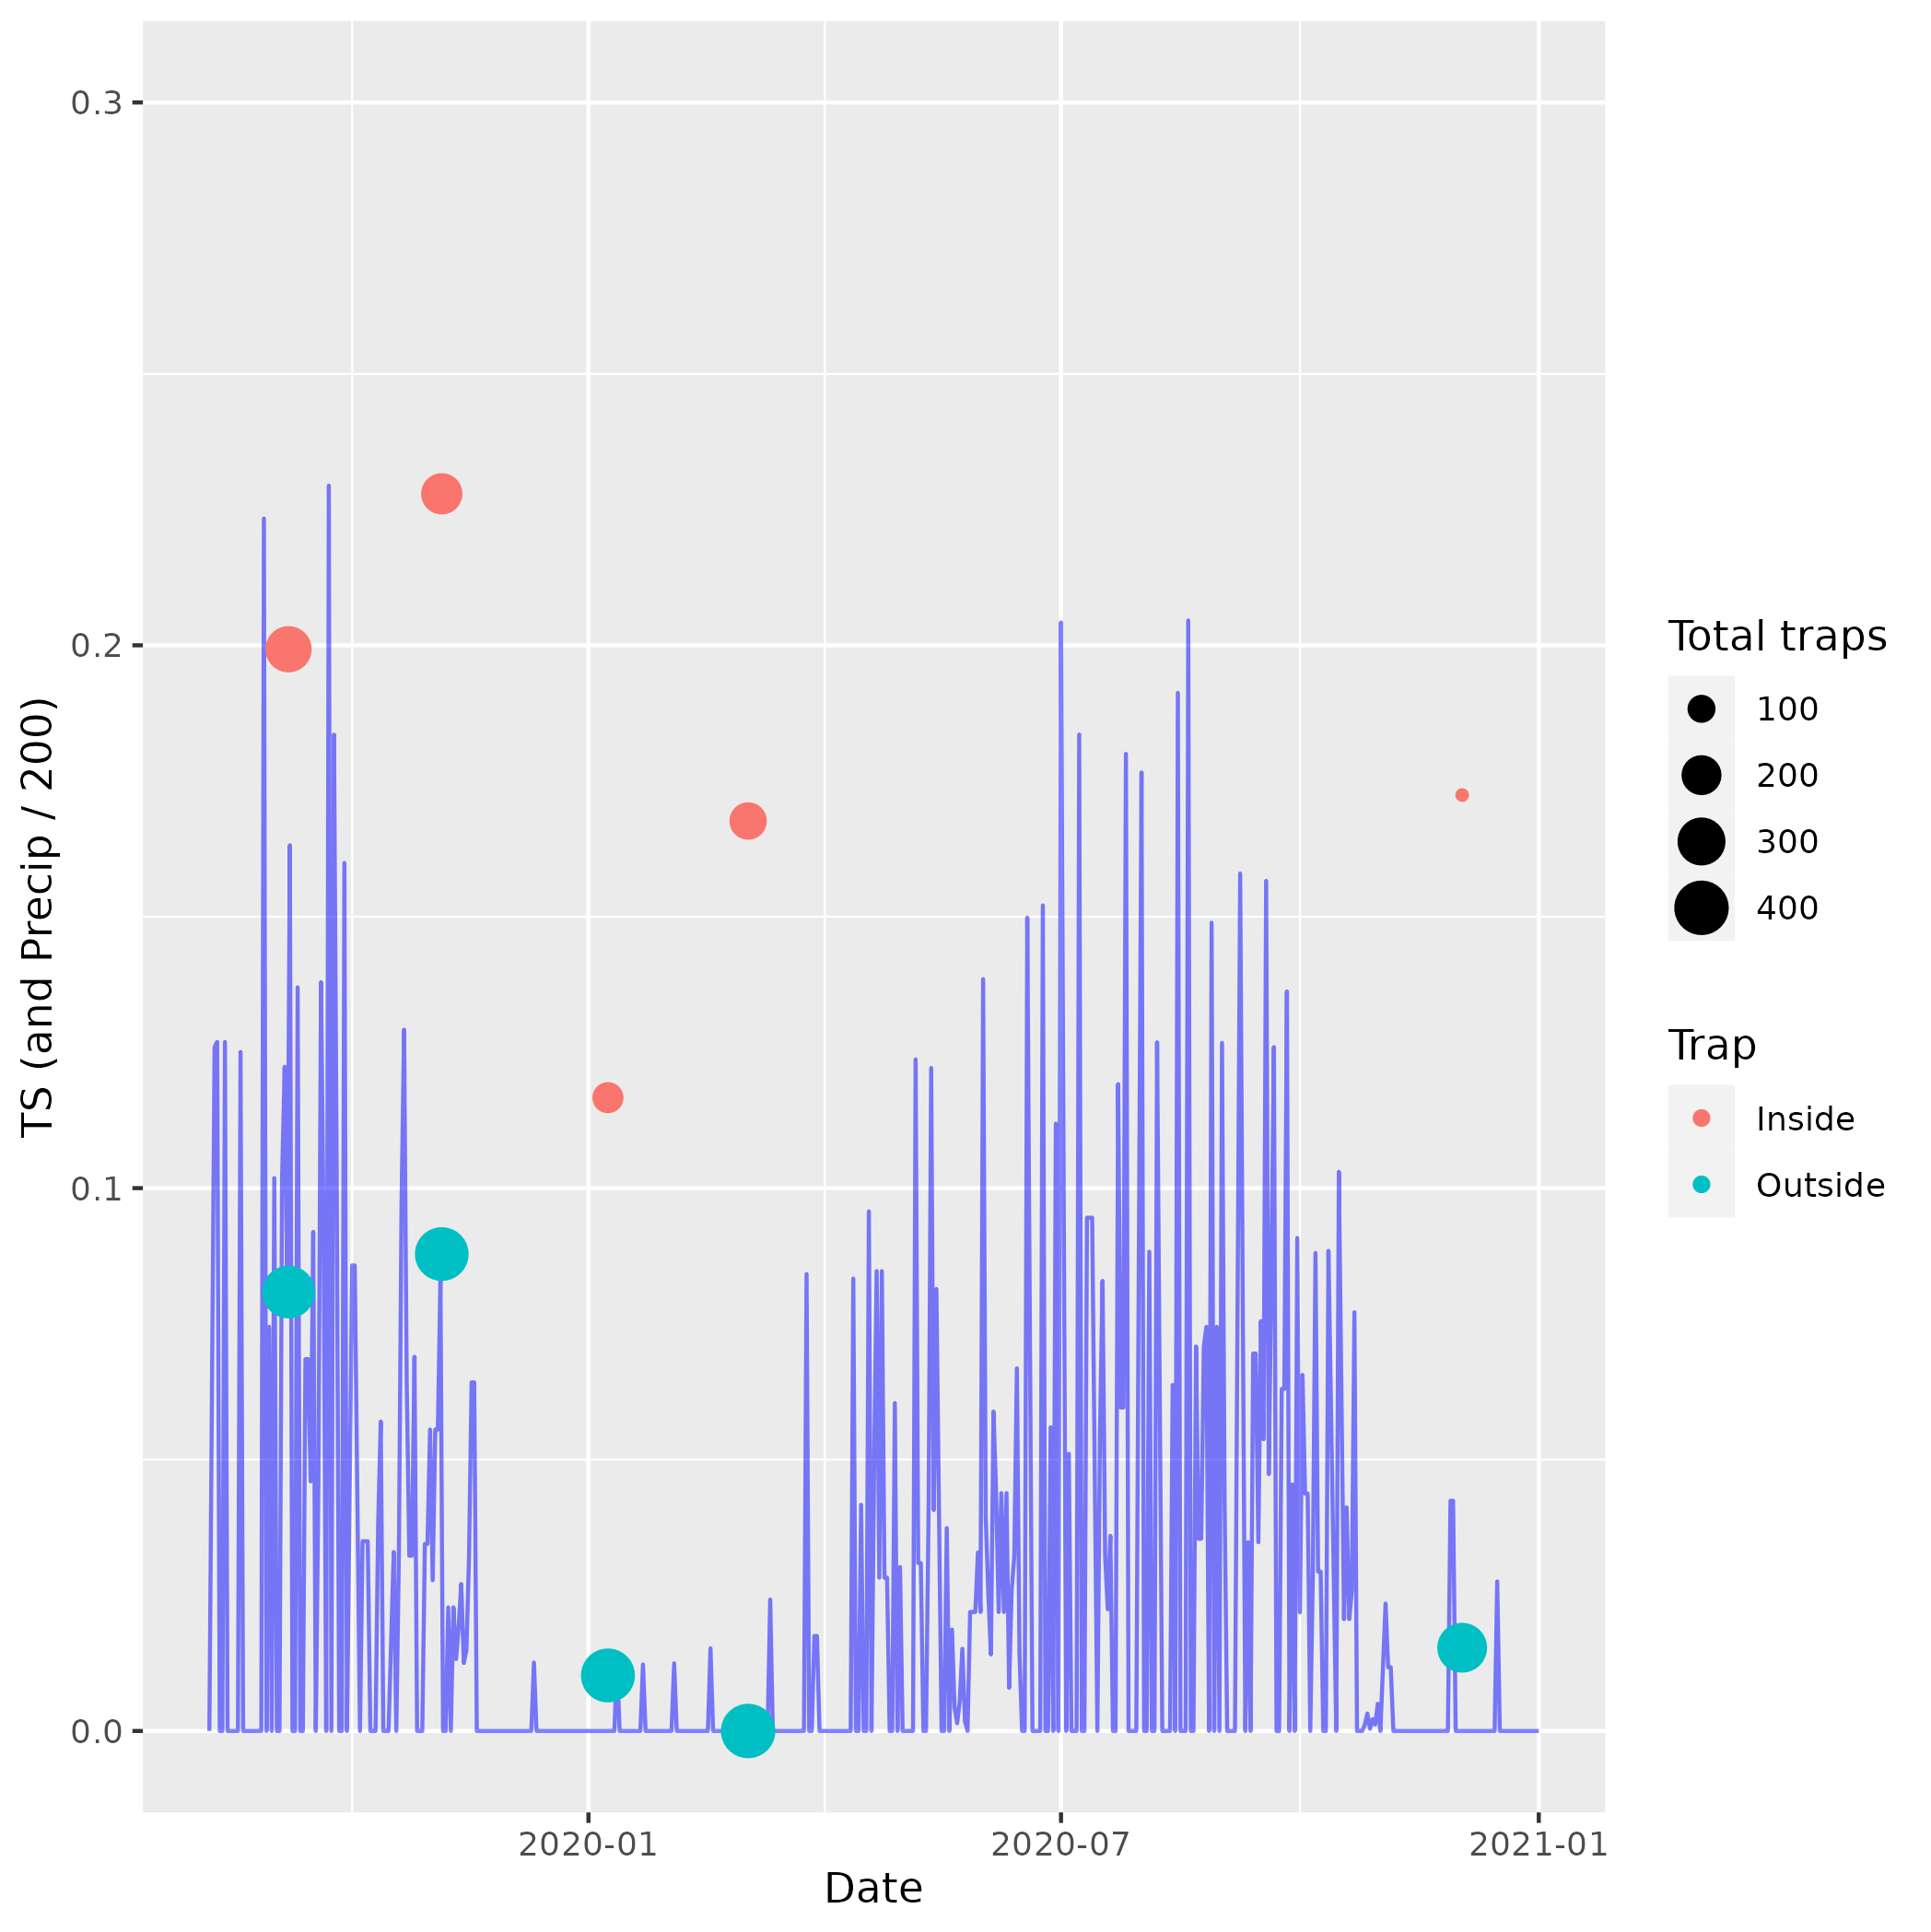 0.3
0.2
0.1
0.0
TS (and Precip / 200)
2020-01
2020-07
2021-01
Date
Total traps
100
200
300
400
Trap
Inside
Outside